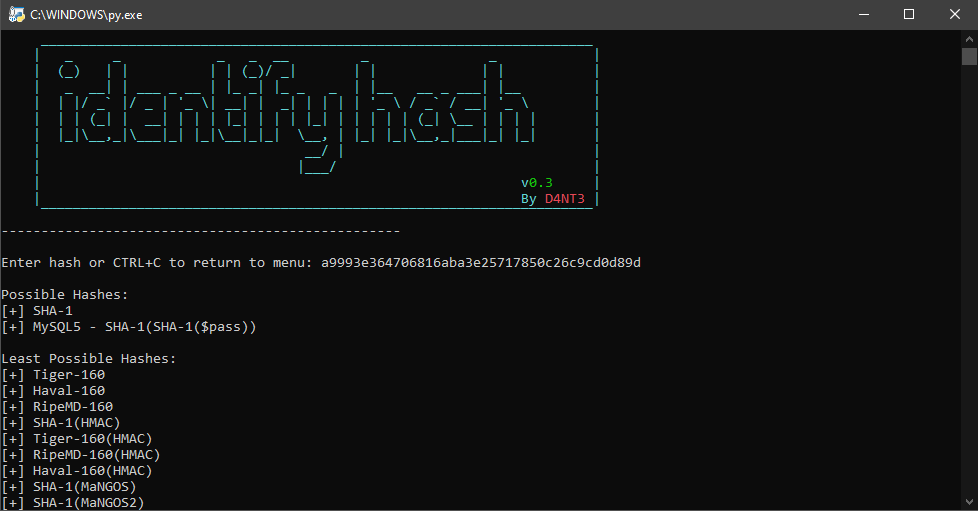 C:\WINDOWS\py.exe
identifyhash
v0.3
By D4NT3
--------------------------------------------------
Enter hash or CTRL+C to return to menu: a9993e364706816aba3e25717850c26c9cd0d89d
Possible Hashes:
[+] SHA-1
[+] MySQL5 - SHA-1(SHA-1($pass))
Least Possible Hashes:
[+] Tiger-160
[+] Haval-160
[+] RipeMD-160
[+] SHA-1(HMAC)
[+] Tiger-160(HMAC)
[+] RipeMD-160(HMAC)
[+] Haval-160(HMAC)
[+] SHA-1(MaNGOS)
[+] SHA-1(MaNGOS2)